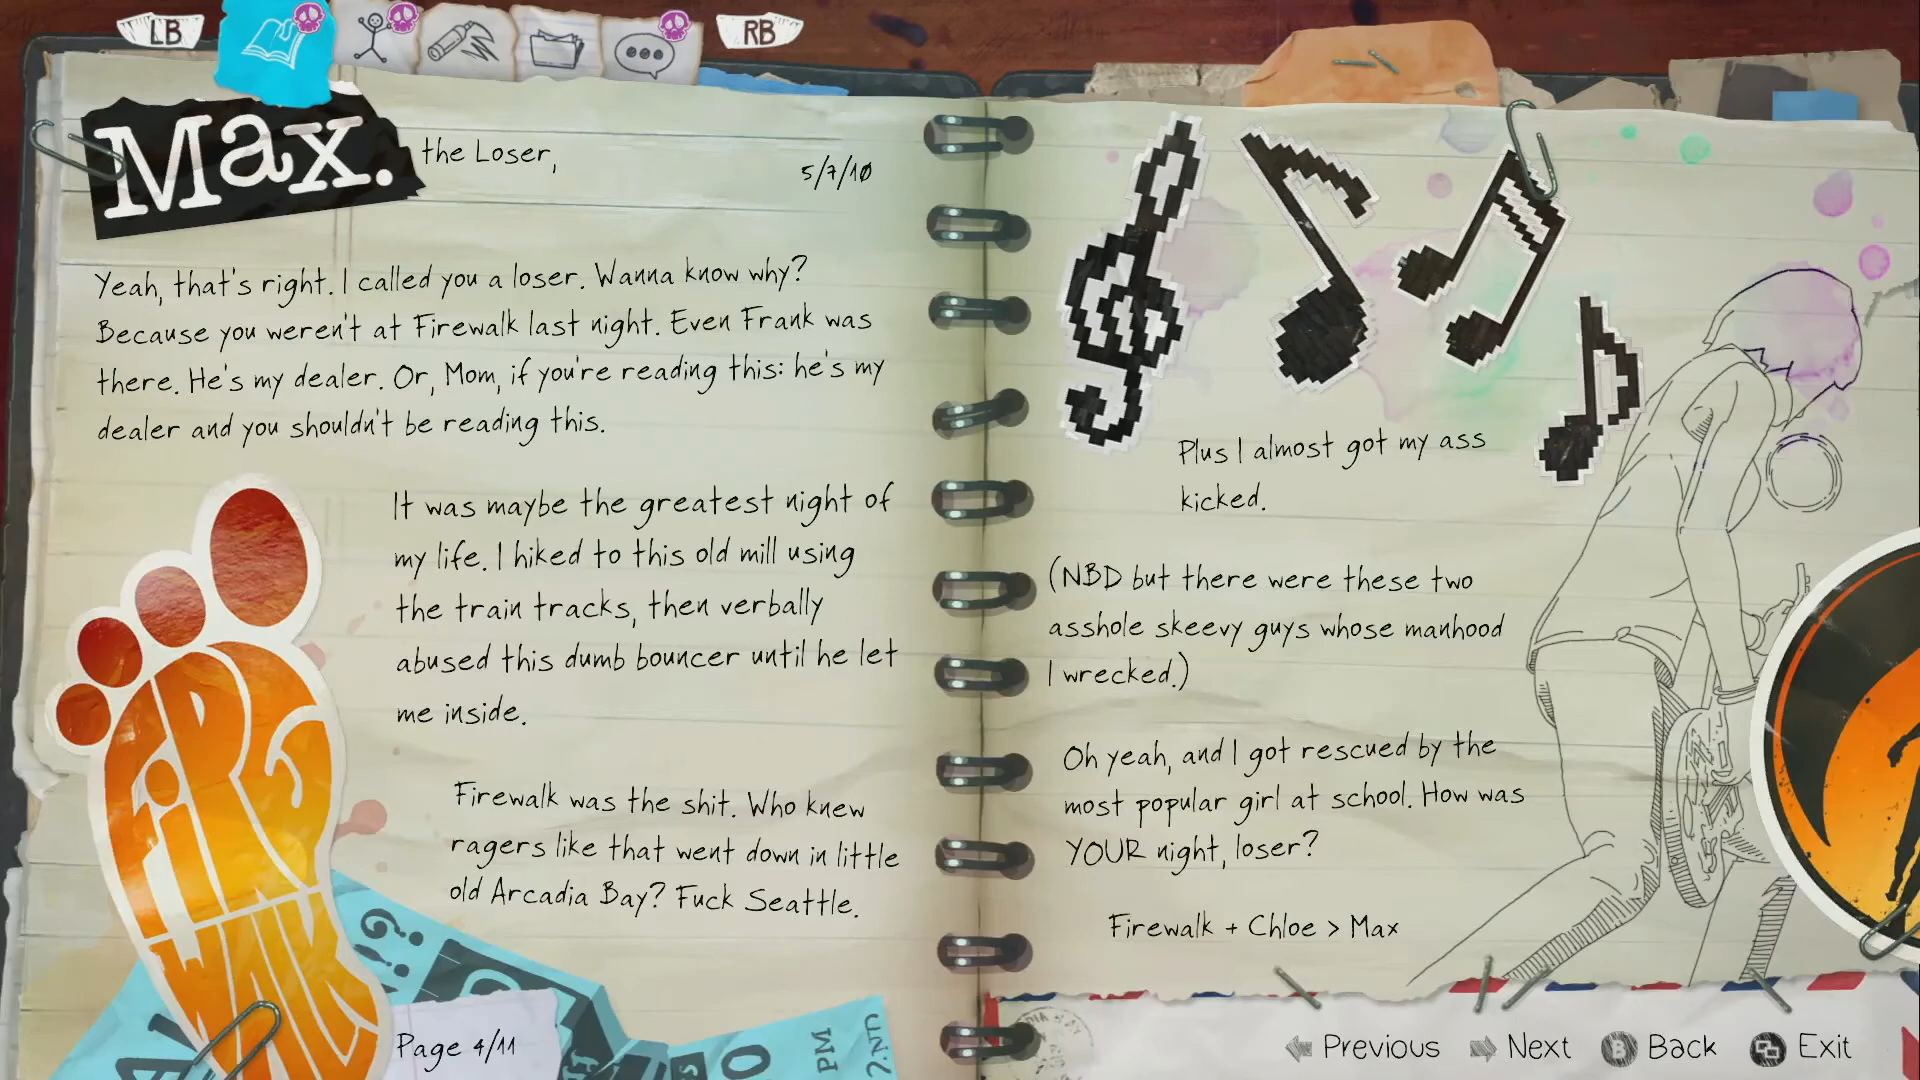 LB
RB
Max.
the Loser,
5/7/10
Yeah, that's right. I called you a loser. Wanna know why?
Because you weren't at Firewalk last night. Even Frank was
there. He's my dealer. Or, Mom, if you're reading this: he's my
dealer and you shouldn't be reading this.
It was maybe the greatest night of
my life. I hiked to this old mill using
the train tracks, then verbally
abused this dumb bouncer until he let
me inside.
Firewalk was the shit. Who knew
ragers like that went down in little
old Arcadia Bay? Fuck Seattle.
FIRE
WALK
PM
Page 4/11
Plus I almost got my ass
kicked.
(NBD but there were these two
asshole skeevy guys whose manhood
I wrecked.)
Oh yeah, and I got rescued by the
most popular girl at school. How was
YOUR night, loser?
Firewalk + Chloe > Max
Previous
Next
B
Back
Exit